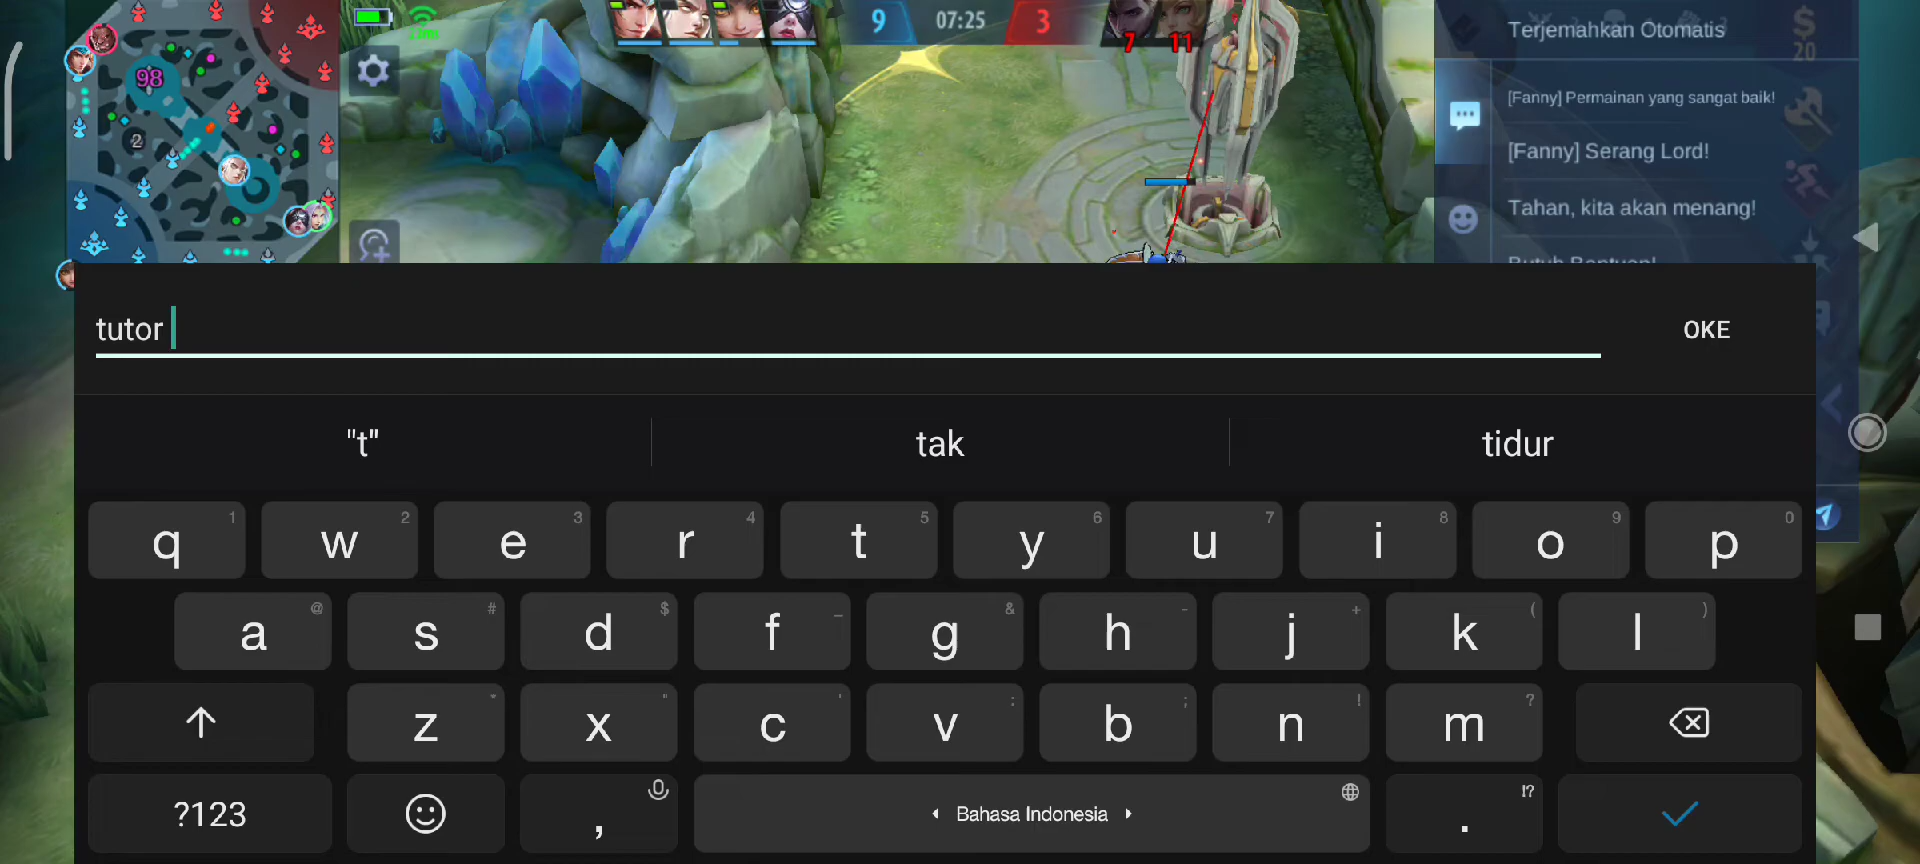 98
2
9
07:25
3
7
11
Terjemahkan Otomatis
$
20
[Fanny] Permainan yang sangat baik!
[Fanny] Serang Lord!
Tahan, kita akan menang!
tutor
OKE
"t"
tak
tidur
q 1 w 2 e 3 r 4 t 5 y 6 u 7 i 8 o 9 p 0
a @ s # d $ f _ g & h - j + k ( l )
z * x " c ' v : b ; n ! m ?
?123 , Bahasa Indonesia . !?